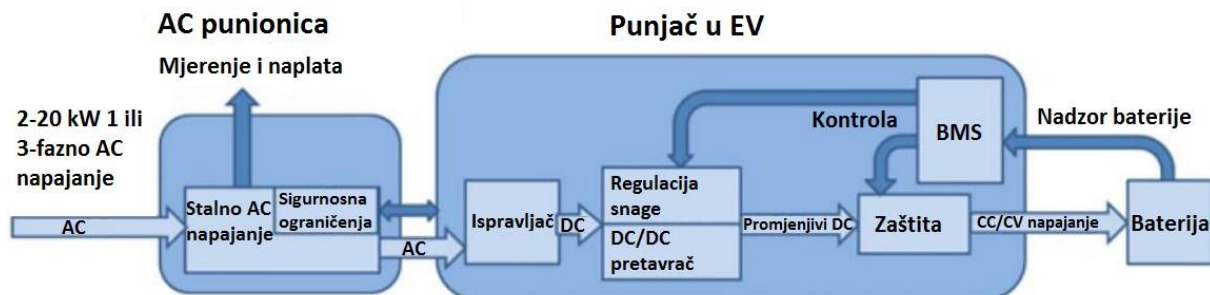 AC punionica
Punjač u EV
Mjerenje i naplata
2-20 kW 1 ili
3-fazno AC
napajanje
Kontrola
BMS
Nadzor baterije
AC
Stalno AC
napajanje
Sigurnosna
ograničenja
AC
Ispravljač
DC
Regulacija
snage
DC/DC
pretavrač
Promjenjivi DC
Zaštita
CC/CV napajanje
Baterija